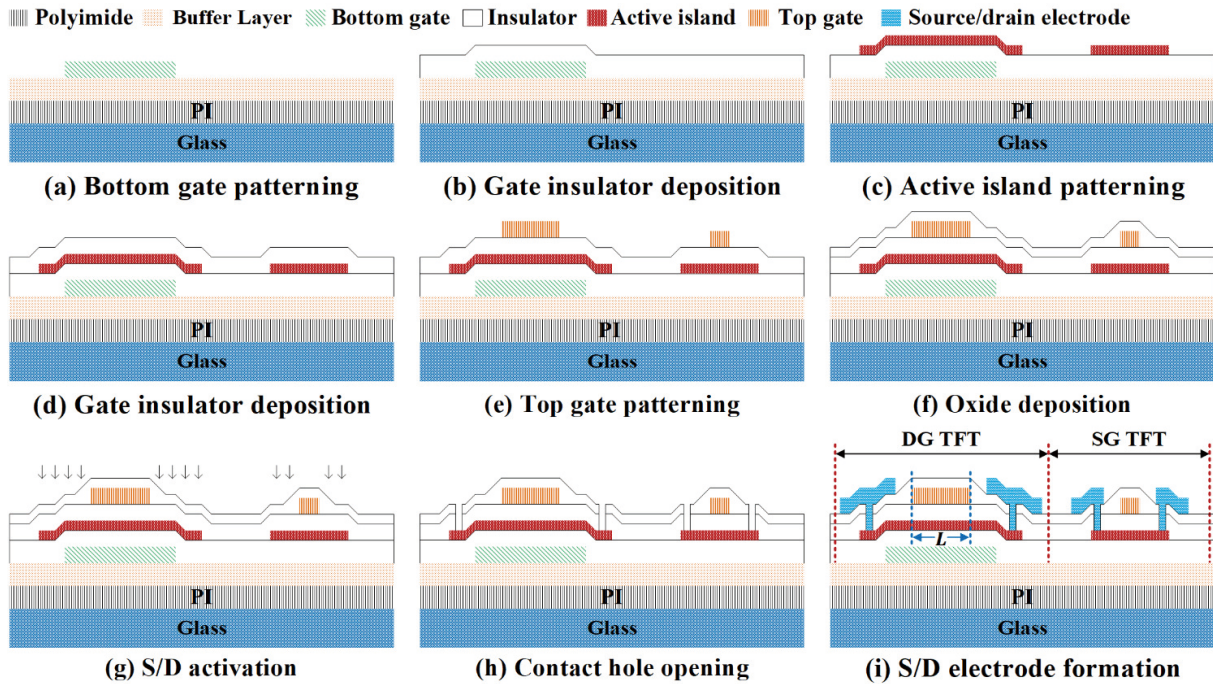 Polyimide Buffer Layer Bottom gate Insulator Active island Top gate Source/drain electrode
PI
Glass
(a) Bottom gate patterning
PI
Glass
(b) Gate insulator deposition
PI
Glass
(c) Active island patterning
PI
Glass
(d) Gate insulator deposition
PI
Glass
(e) Top gate patterning
PI
Glass
(f) Oxide deposition
PI
Glass
(g) S/D activation
PI
Glass
(h) Contact hole opening
DG TFT SG TFT
L
PI
Glass
(i) S/D electrode formation